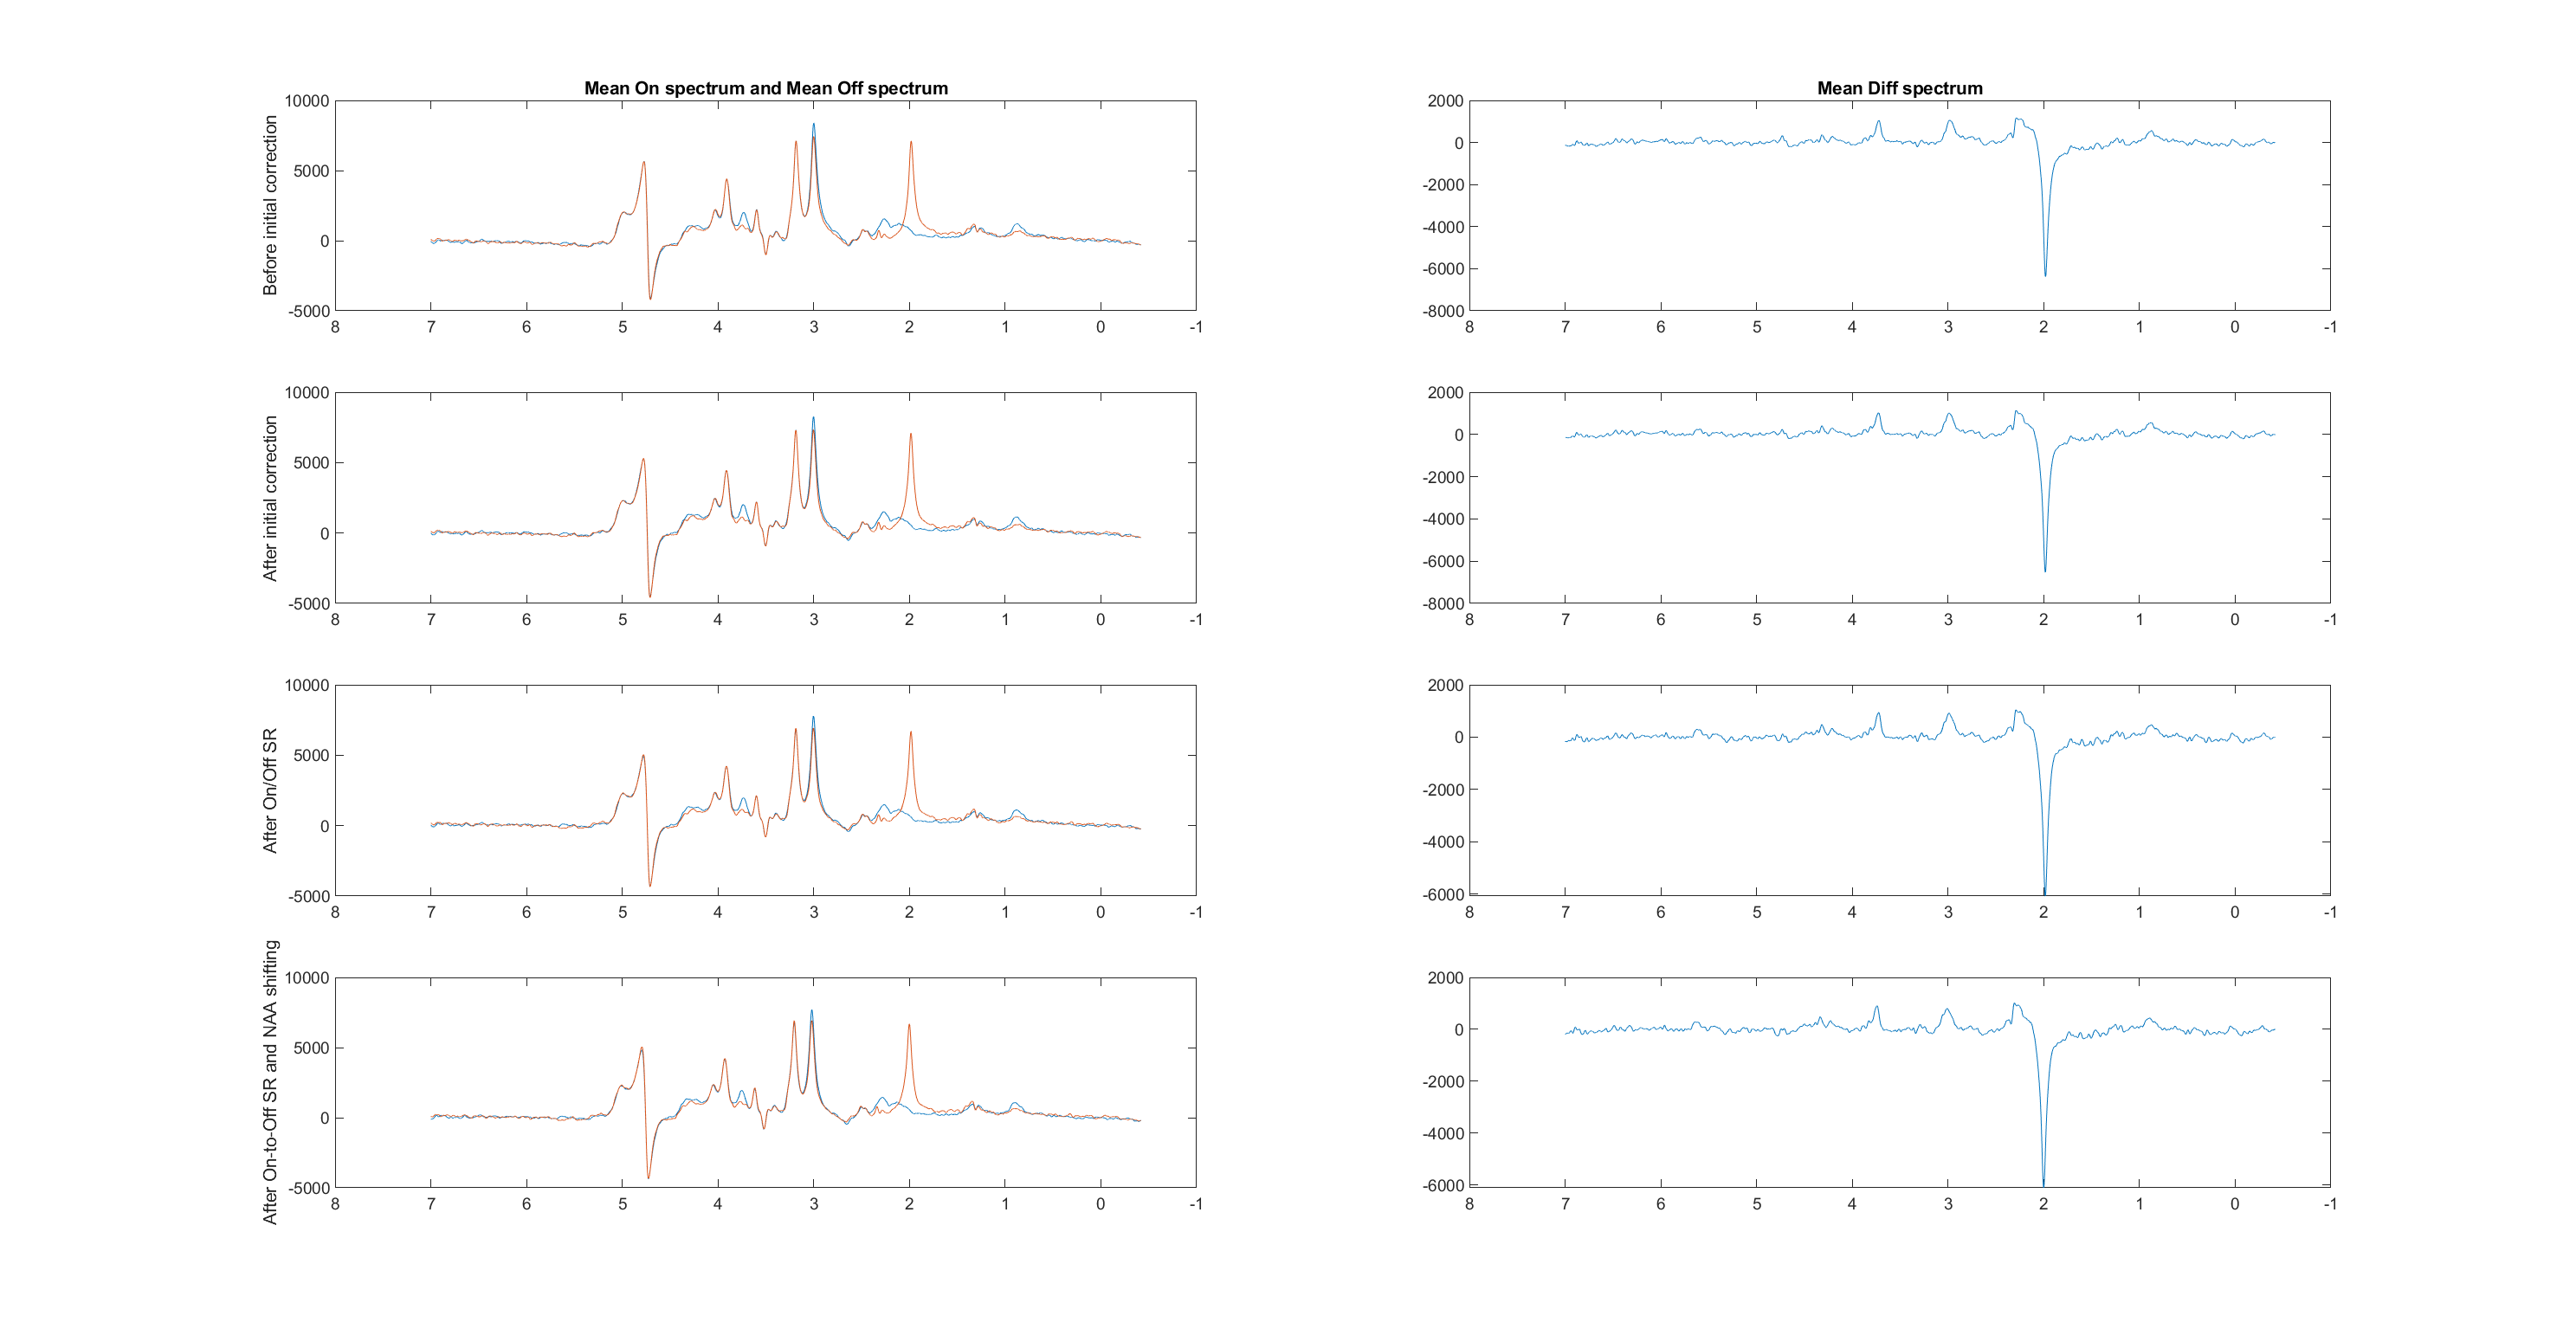 Mean On spectrum and Mean Off spectrum
Before initial correction
10000
5000
0
-5000
8 7 6 5 4 3 2 1 0 -1
Mean Diff spectrum
2000
0
-2000
-4000
-6000
-8000
8 7 6 5 4 3 2 1 0 -1
After initial correction
10000
5000
0
-5000
8 7 6 5 4 3 2 1 0 -1
2000
0
-2000
-4000
-6000
-8000
8 7 6 5 4 3 2 1 0 -1
After On/Off SR
10000
5000
0
-5000
8 7 6 5 4 3 2 1 0 -1
2000
0
-2000
-4000
-6000
8 7 6 5 4 3 2 1 0 -1
After On-to-Off SR and NAA shifting
10000
5000
0
-5000
8 7 6 5 4 3 2 1 0 -1
2000
0
-2000
-4000
-6000
8 7 6 5 4 3 2 1 0 -1